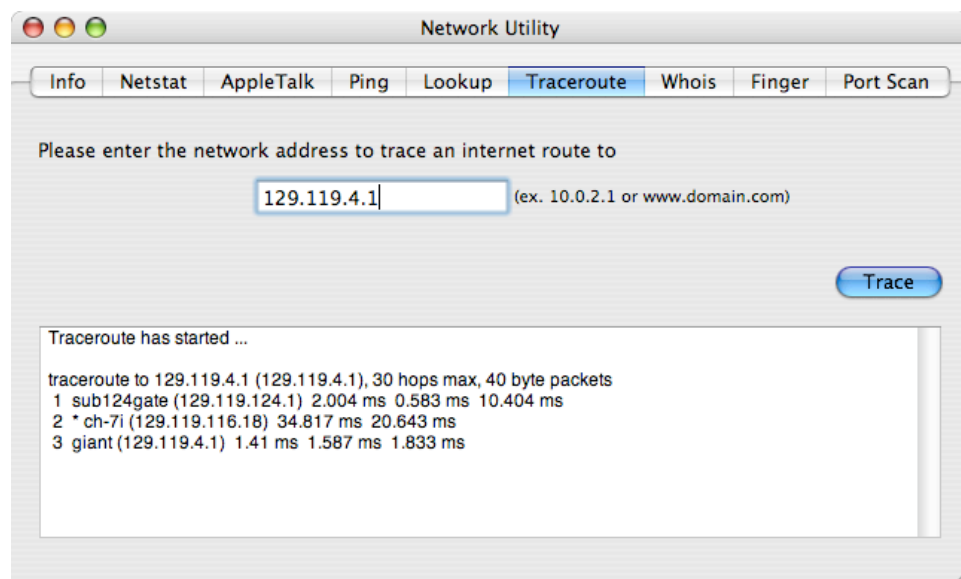 Network Utility
Info Netstat AppleTalk Ping Lookup Traceroute Whois Finger Port Scan
Please enter the network address to trace an internet route to
129.119.4.1 (ex. 10.0.2.1 or www.domain.com)
Trace
Traceroute has started ...
traceroute to 129.119.4.1 (129.119.4.1), 30 hops max, 40 byte packets
1 sub124gate (129.119.124.1) 2.004 ms 0.583 ms 10.404 ms
2 * ch-7i (129.119.116.18) 34.817 ms 20.643 ms
3 giant (129.119.4.1) 1.41 ms 1.587 ms 1.833 ms